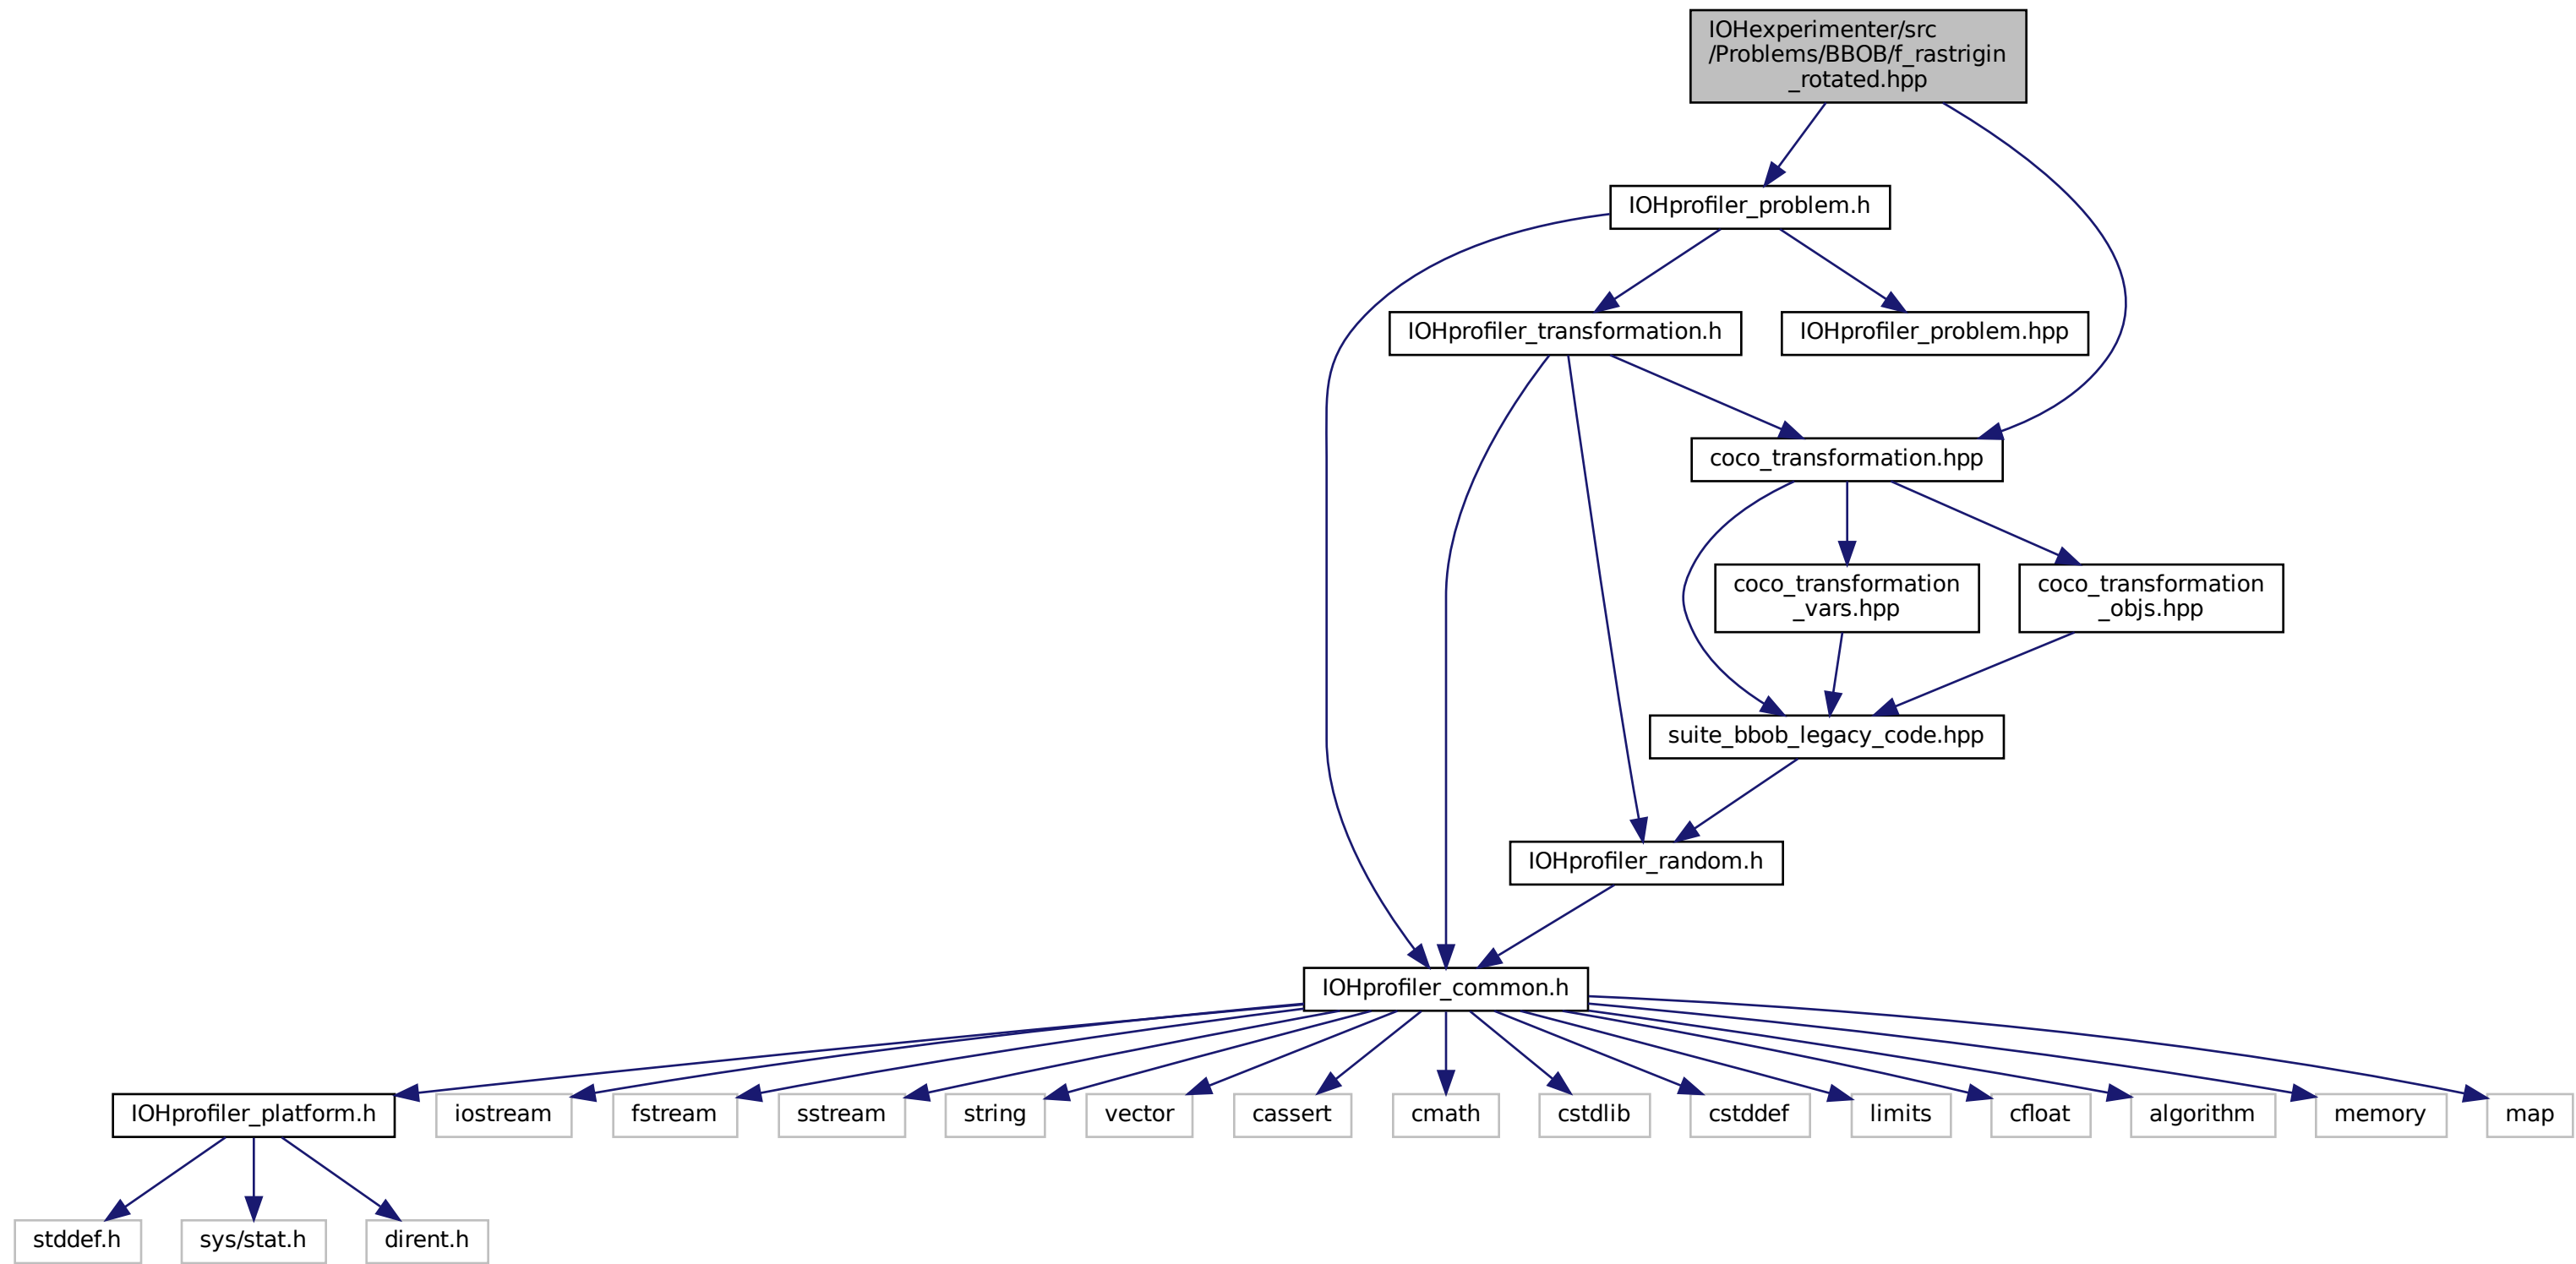 IOHexperimenter/src
/Problems/BBOB/f_rastrigin
_rotated.hpp
IOHprofiler_problem.h
IOHprofiler_transformation.h
IOHprofiler_problem.hpp
coco_transformation.hpp
coco_transformation
_vars.hpp
coco_transformation
_objs.hpp
suite_bbob_legacy_code.hpp
IOHprofiler_random.h
IOHprofiler_common.h
IOHprofiler_platform.h
iostream
fstream
sstream
string
vector
cassert
cmath
cstdlib
cstddef
limits
cfloat
algorithm
memory
map
stddef.h
sys/stat.h
dirent.h